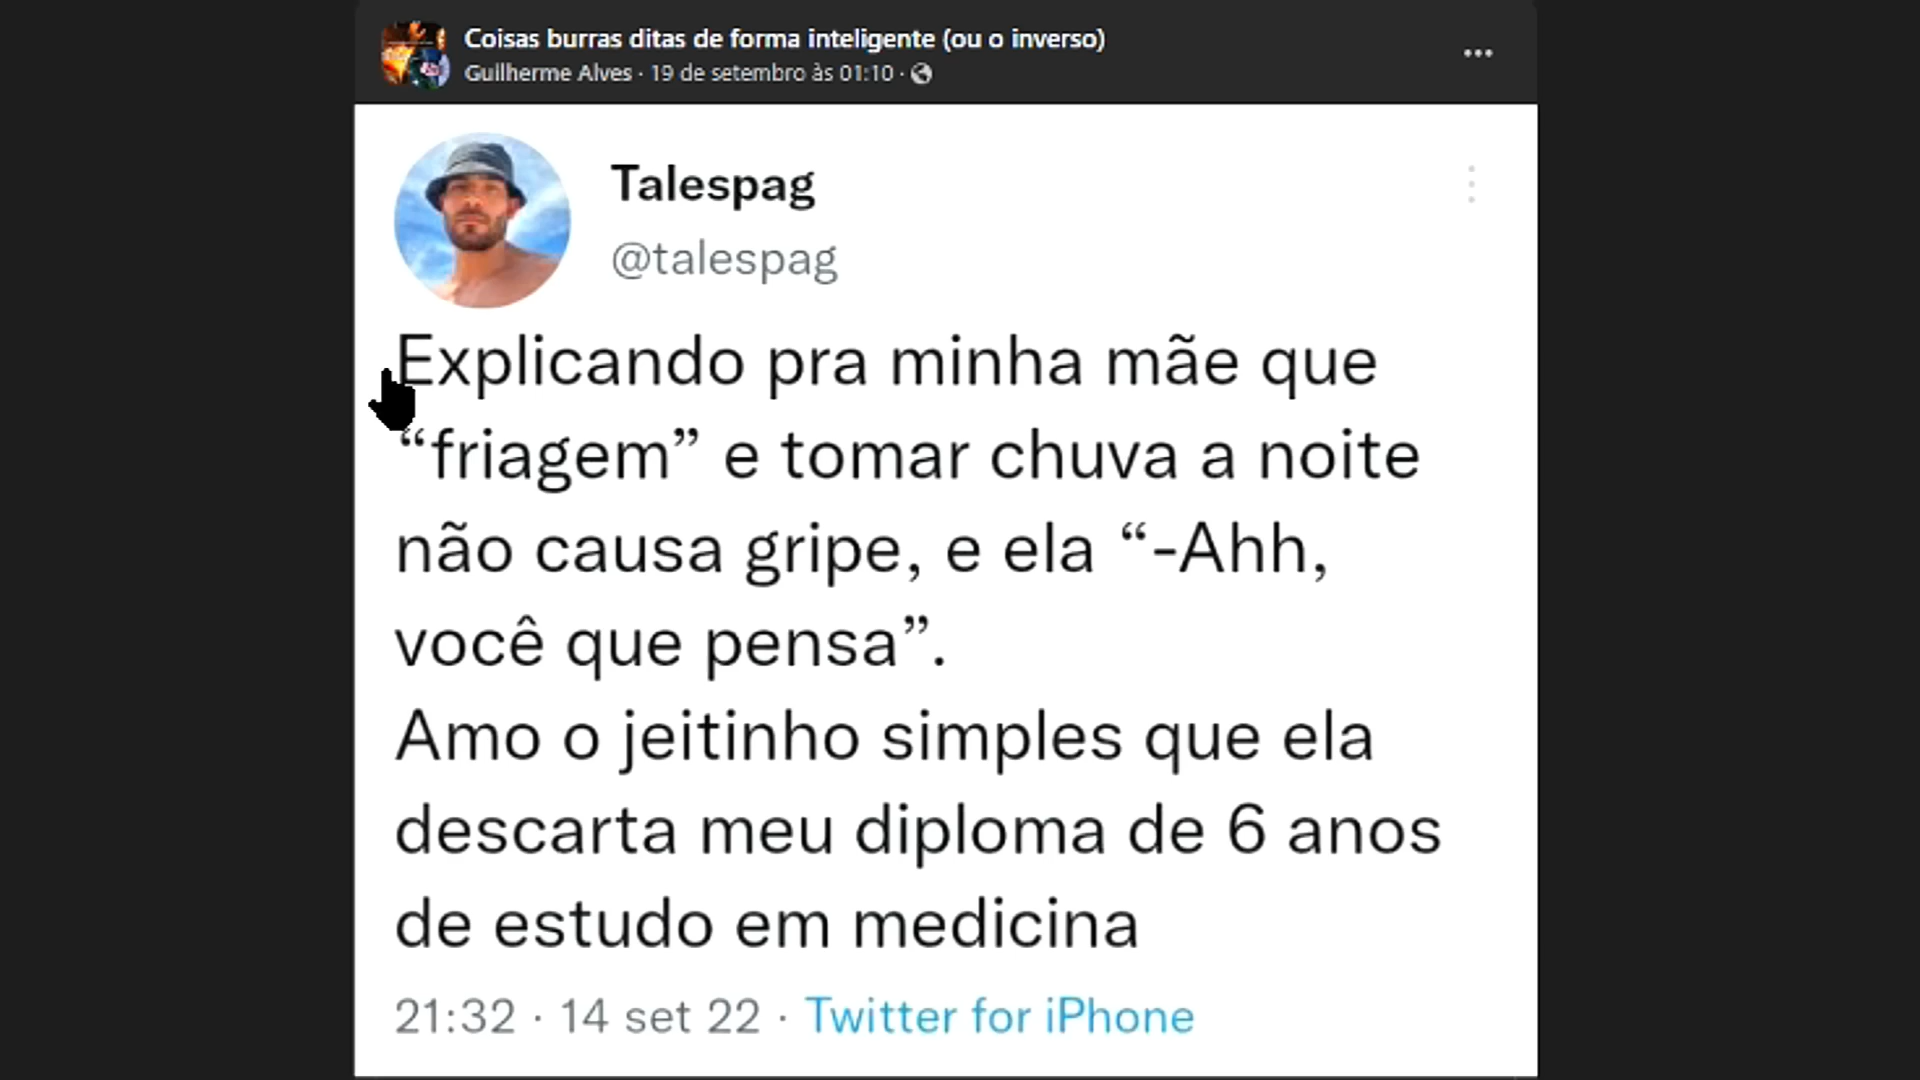 Coisas burras ditas de forma inteligente (ou o inverso)
Guilherme Alves · 19 de setembro às 01:10 ·
Talespag
@talespag
Explicando pra minha mãe que
“friagem” e tomar chuva a noite
não causa gripe, e ela “-Ahh,
você que pensa”.
Amo o jeitinho simples que ela
descarta meu diploma de 6 anos
de estudo em medicina
21:32 · 14 set 22 · Twitter for iPhone